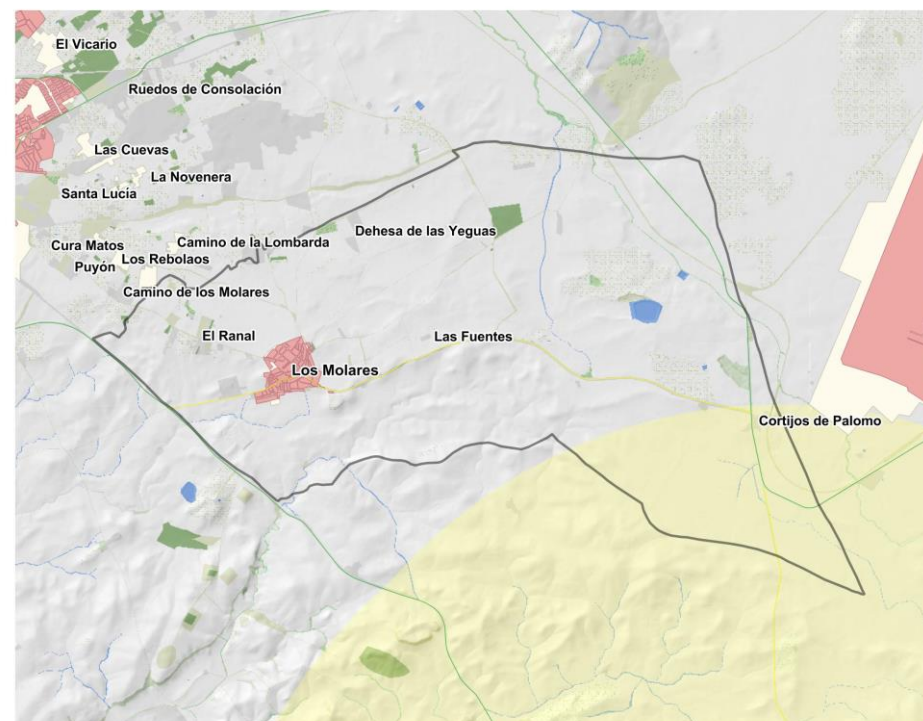 El Vicario
Ruedos de Consolación
Las Cuevas
La Novenera
Santa Lucía
Camino de la Lombarda
Dehesa de las Yeguas
Cura Matos
Los Rebolaos
Puyón
Camino de los Molares
El Ranal
Las Fuentes
Los Molares
Cortijos de Palomo